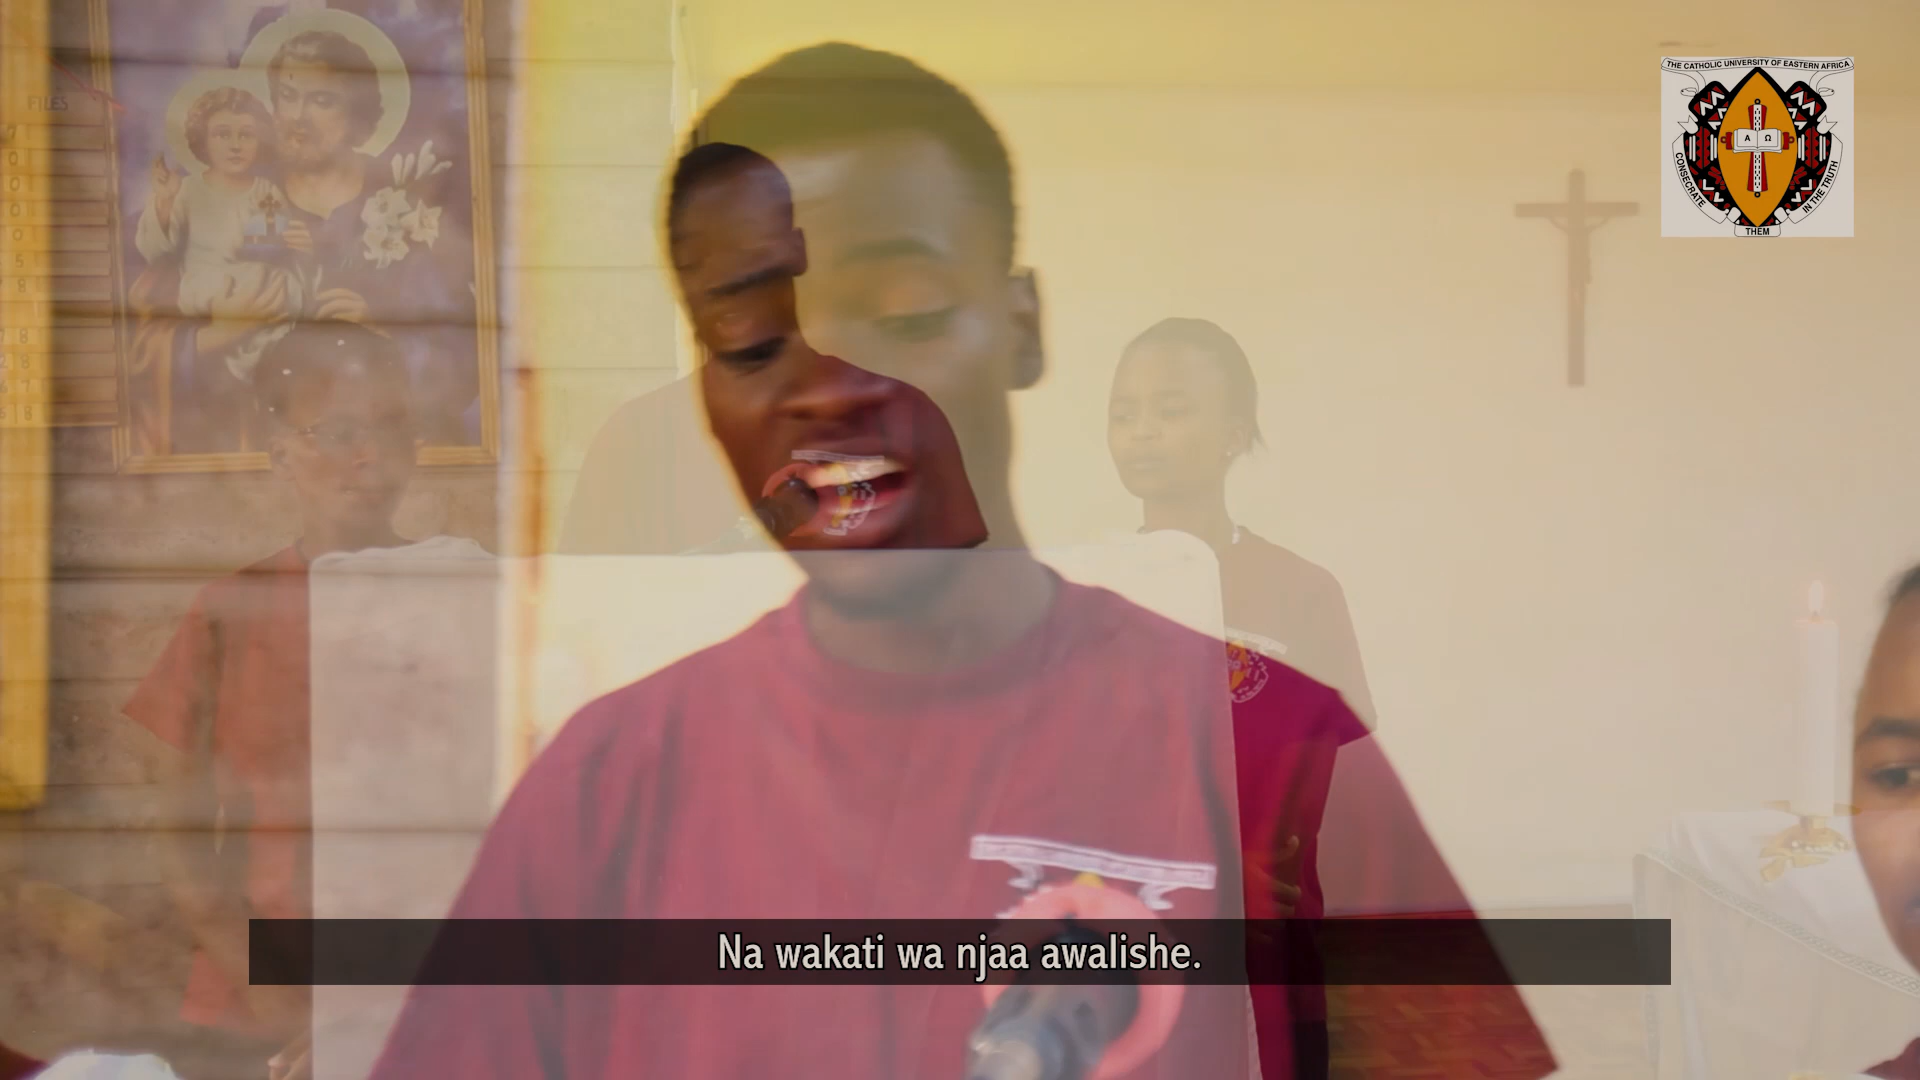 THE CATHOLIC UNIVERSITY OF EASTERN AFRICA
A Ω
CONSECRATE
THEM
IN THE TRUTH
FILES
Na wakati wa njaa awalishe.